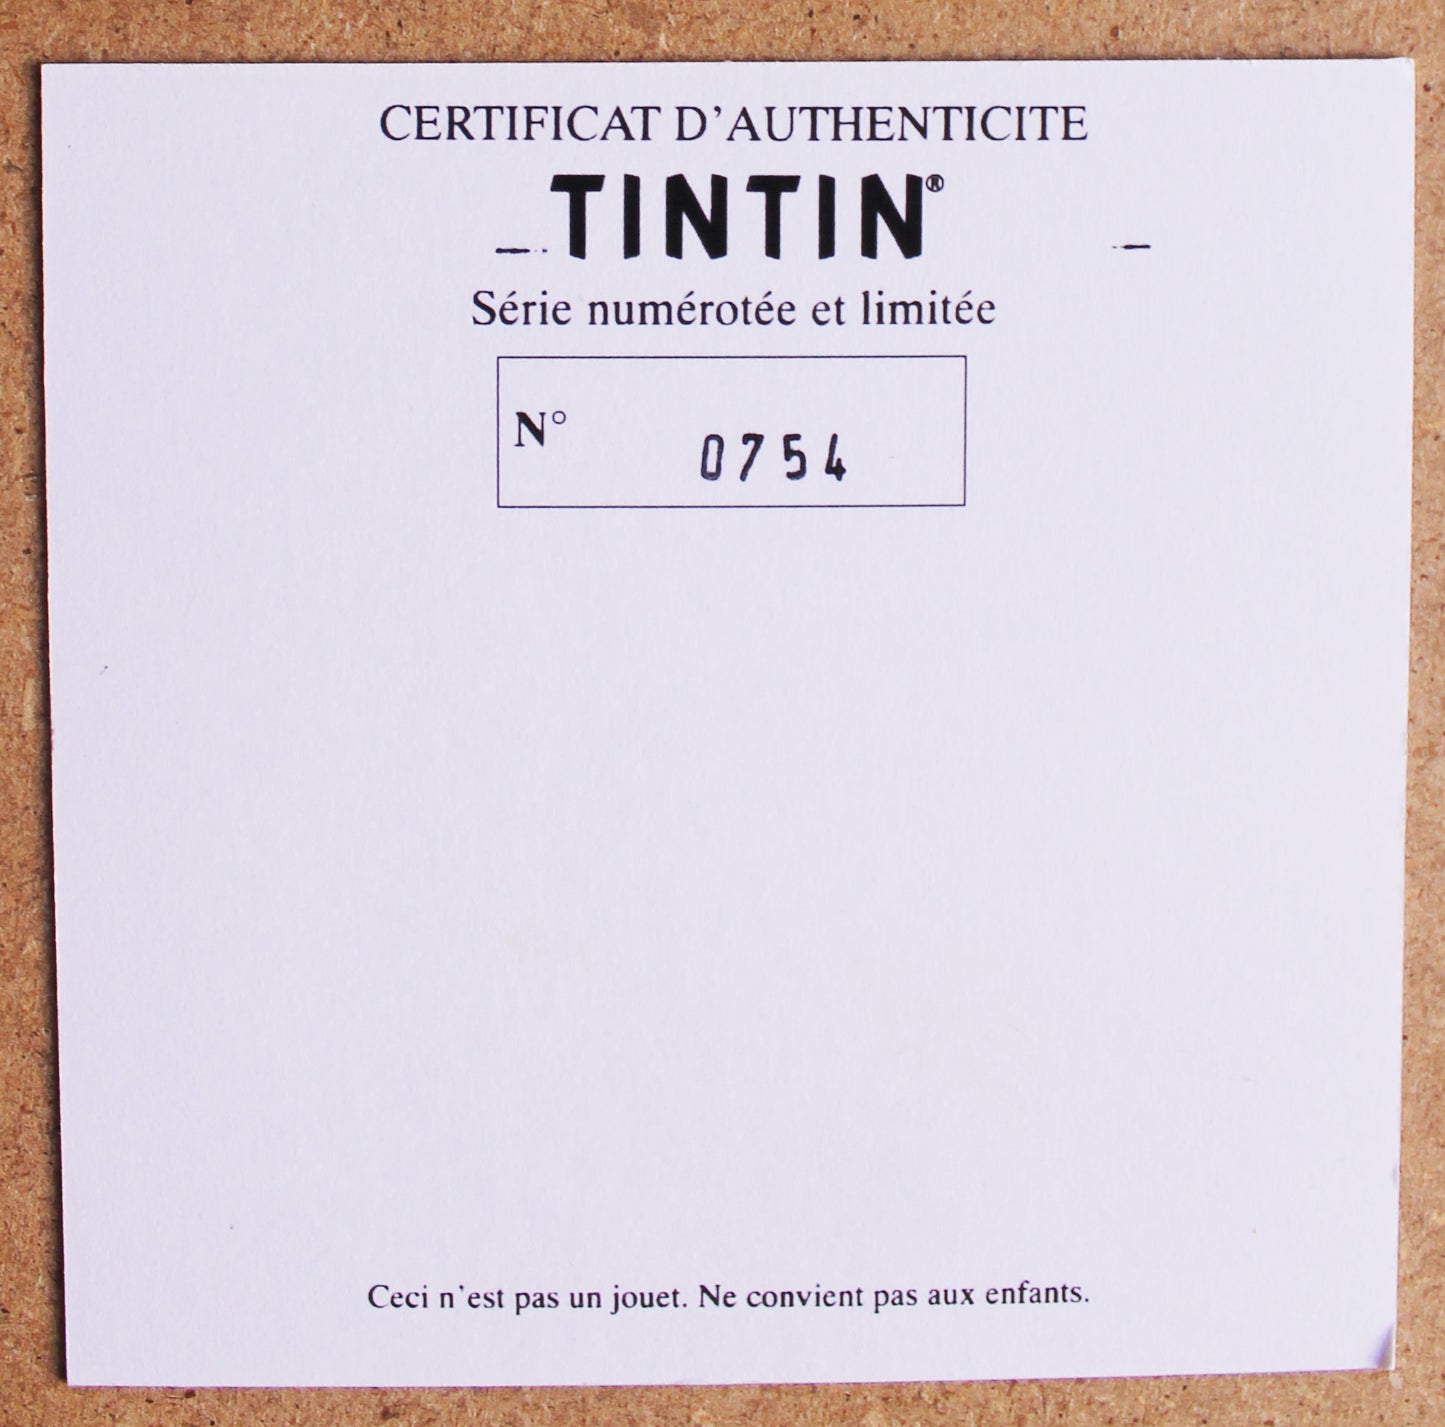 CERTIFICAT D'AUTHENTICITE
TINTIN®
Série numérotée et limitée
N° 0754
Ceci n'est pas un jouet. Ne convient pas aux enfants.